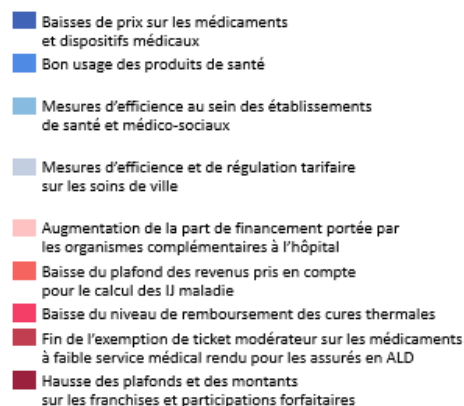 Baisses de prix sur les médicaments
et dispositifs médicaux
Bon usage des produits de santé
Mesures d’efficience au sein des établissements
de santé et médico-sociaux
Mesures d’efficience et de régulation tarifaire
sur les soins de ville
Augmentation de la part de financement portée par
les organismes complémentaires à l’hôpital
Baisse du plafond des revenus pris en compte
pour le calcul des IJ maladie
Baisse du niveau de remboursement des cures thermales
Fin de l’exemption de ticket modérateur sur les médicaments
à faible service médical rendu pour les assurés en ALD
Hausse des plafonds et des montants
sur les franchises et participations forfaitaires